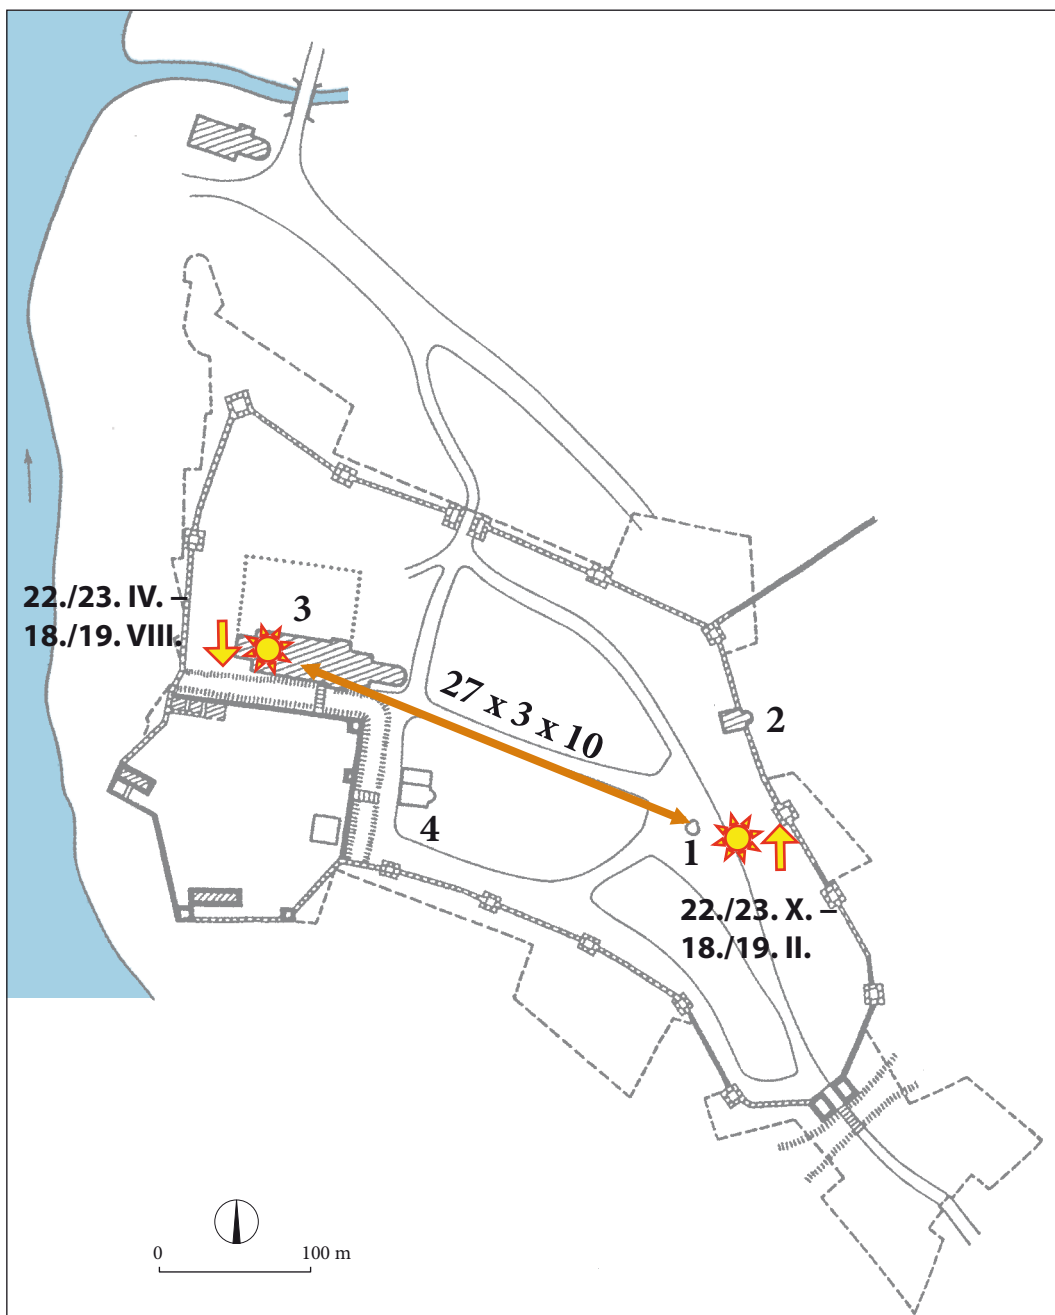 22./23. IV. –
18./19. VIII.
3
27 x 3 x 10
2
4
1
22./23. X. –
18./19. II.
0 100 m